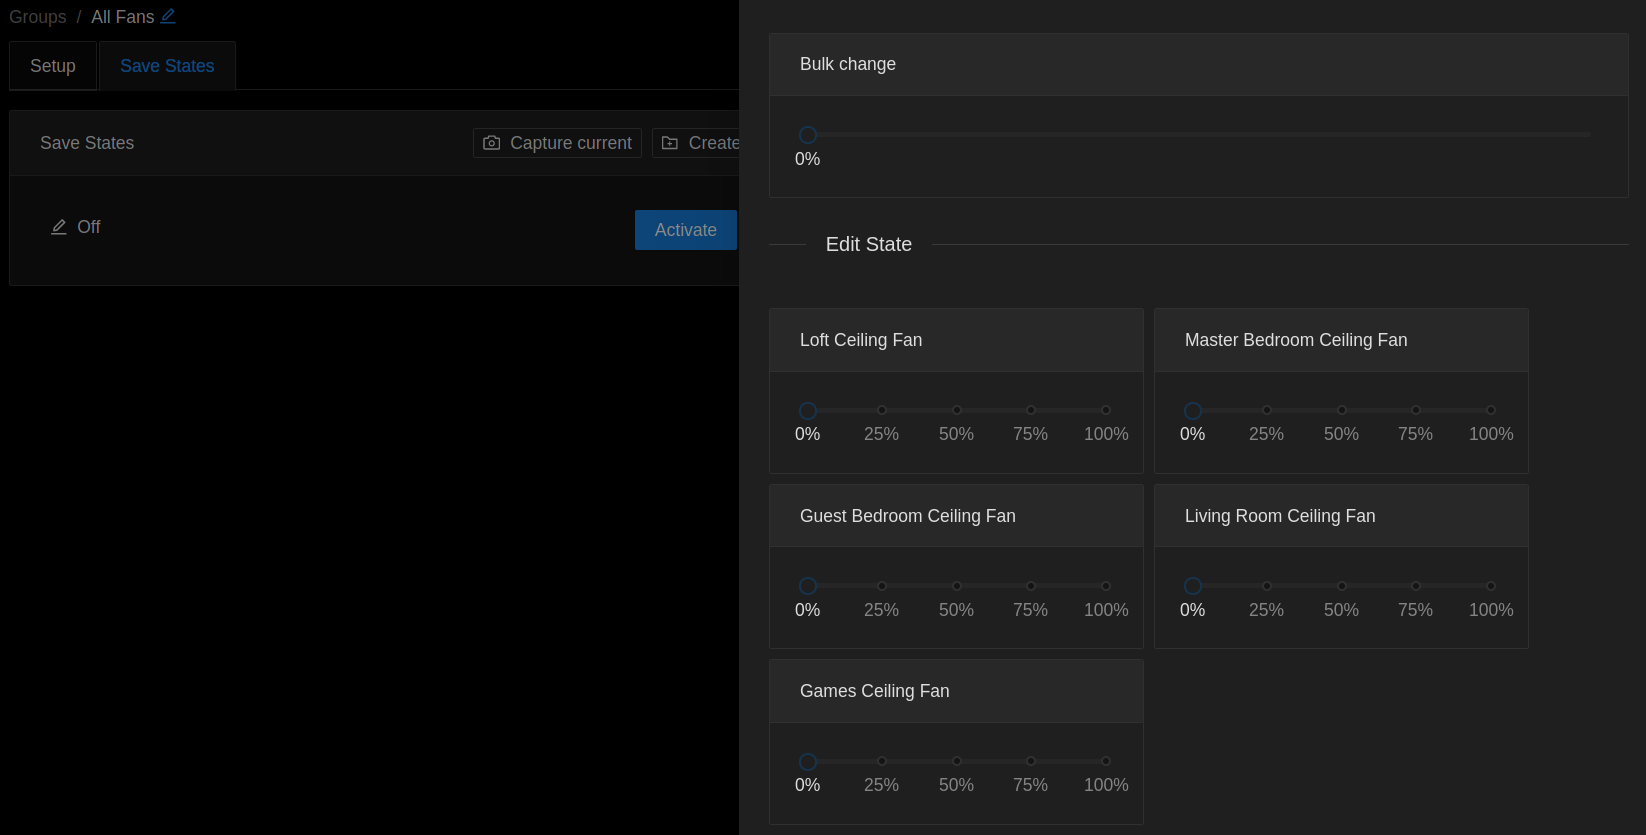 Groups / All Fans
Setup
Save States
Save States
Capture current
Create
Off
Activate
Bulk change
0%
Edit State
Loft Ceiling Fan
0% 25% 50% 75% 100%
Master Bedroom Ceiling Fan
0% 25% 50% 75% 100%
Guest Bedroom Ceiling Fan
0% 25% 50% 75% 100%
Living Room Ceiling Fan
0% 25% 50% 75% 100%
Games Ceiling Fan
0% 25% 50% 75% 100%